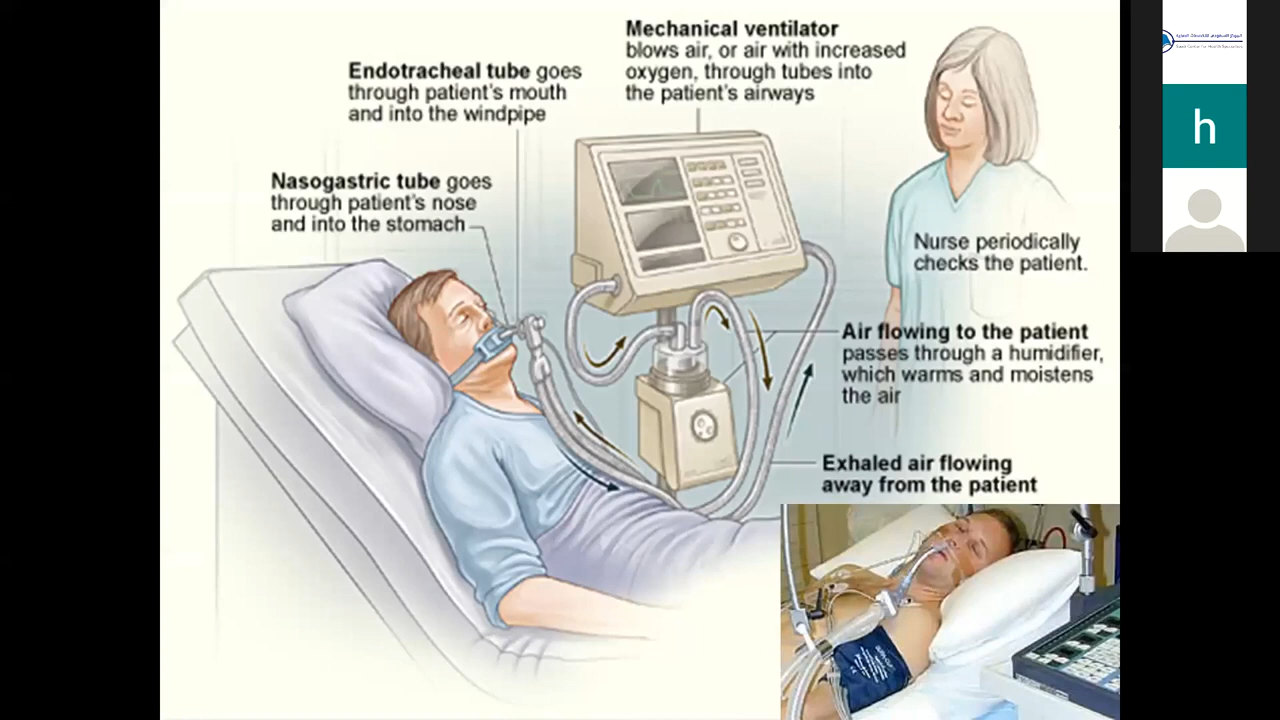 Mechanical ventilator
blows air, or air with increased
oxygen, through tubes into
the patient's airways
Endotracheal tube goes
through patient's mouth
and into the windpipe
Nasogastric tube goes
through patient's nose
and into the stomach
Nurse periodically
checks the patient.
Air flowing to the patient
passes through a humidifier,
which warms and moistens
the air
Exhaled air flowing
away from the patient
h